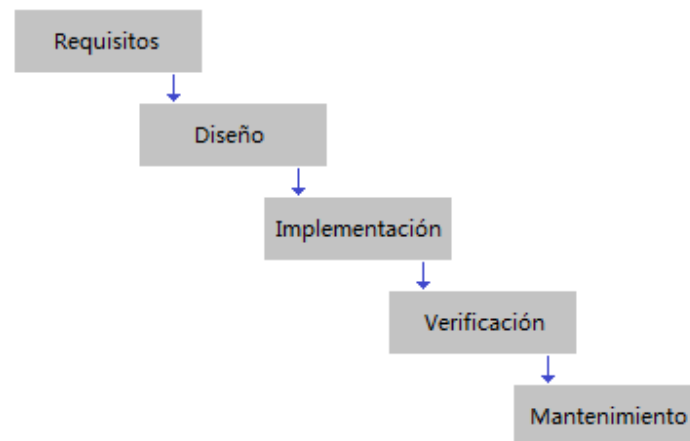 Requisitos
Diseño
Implementación
Verificación
Mantenimiento